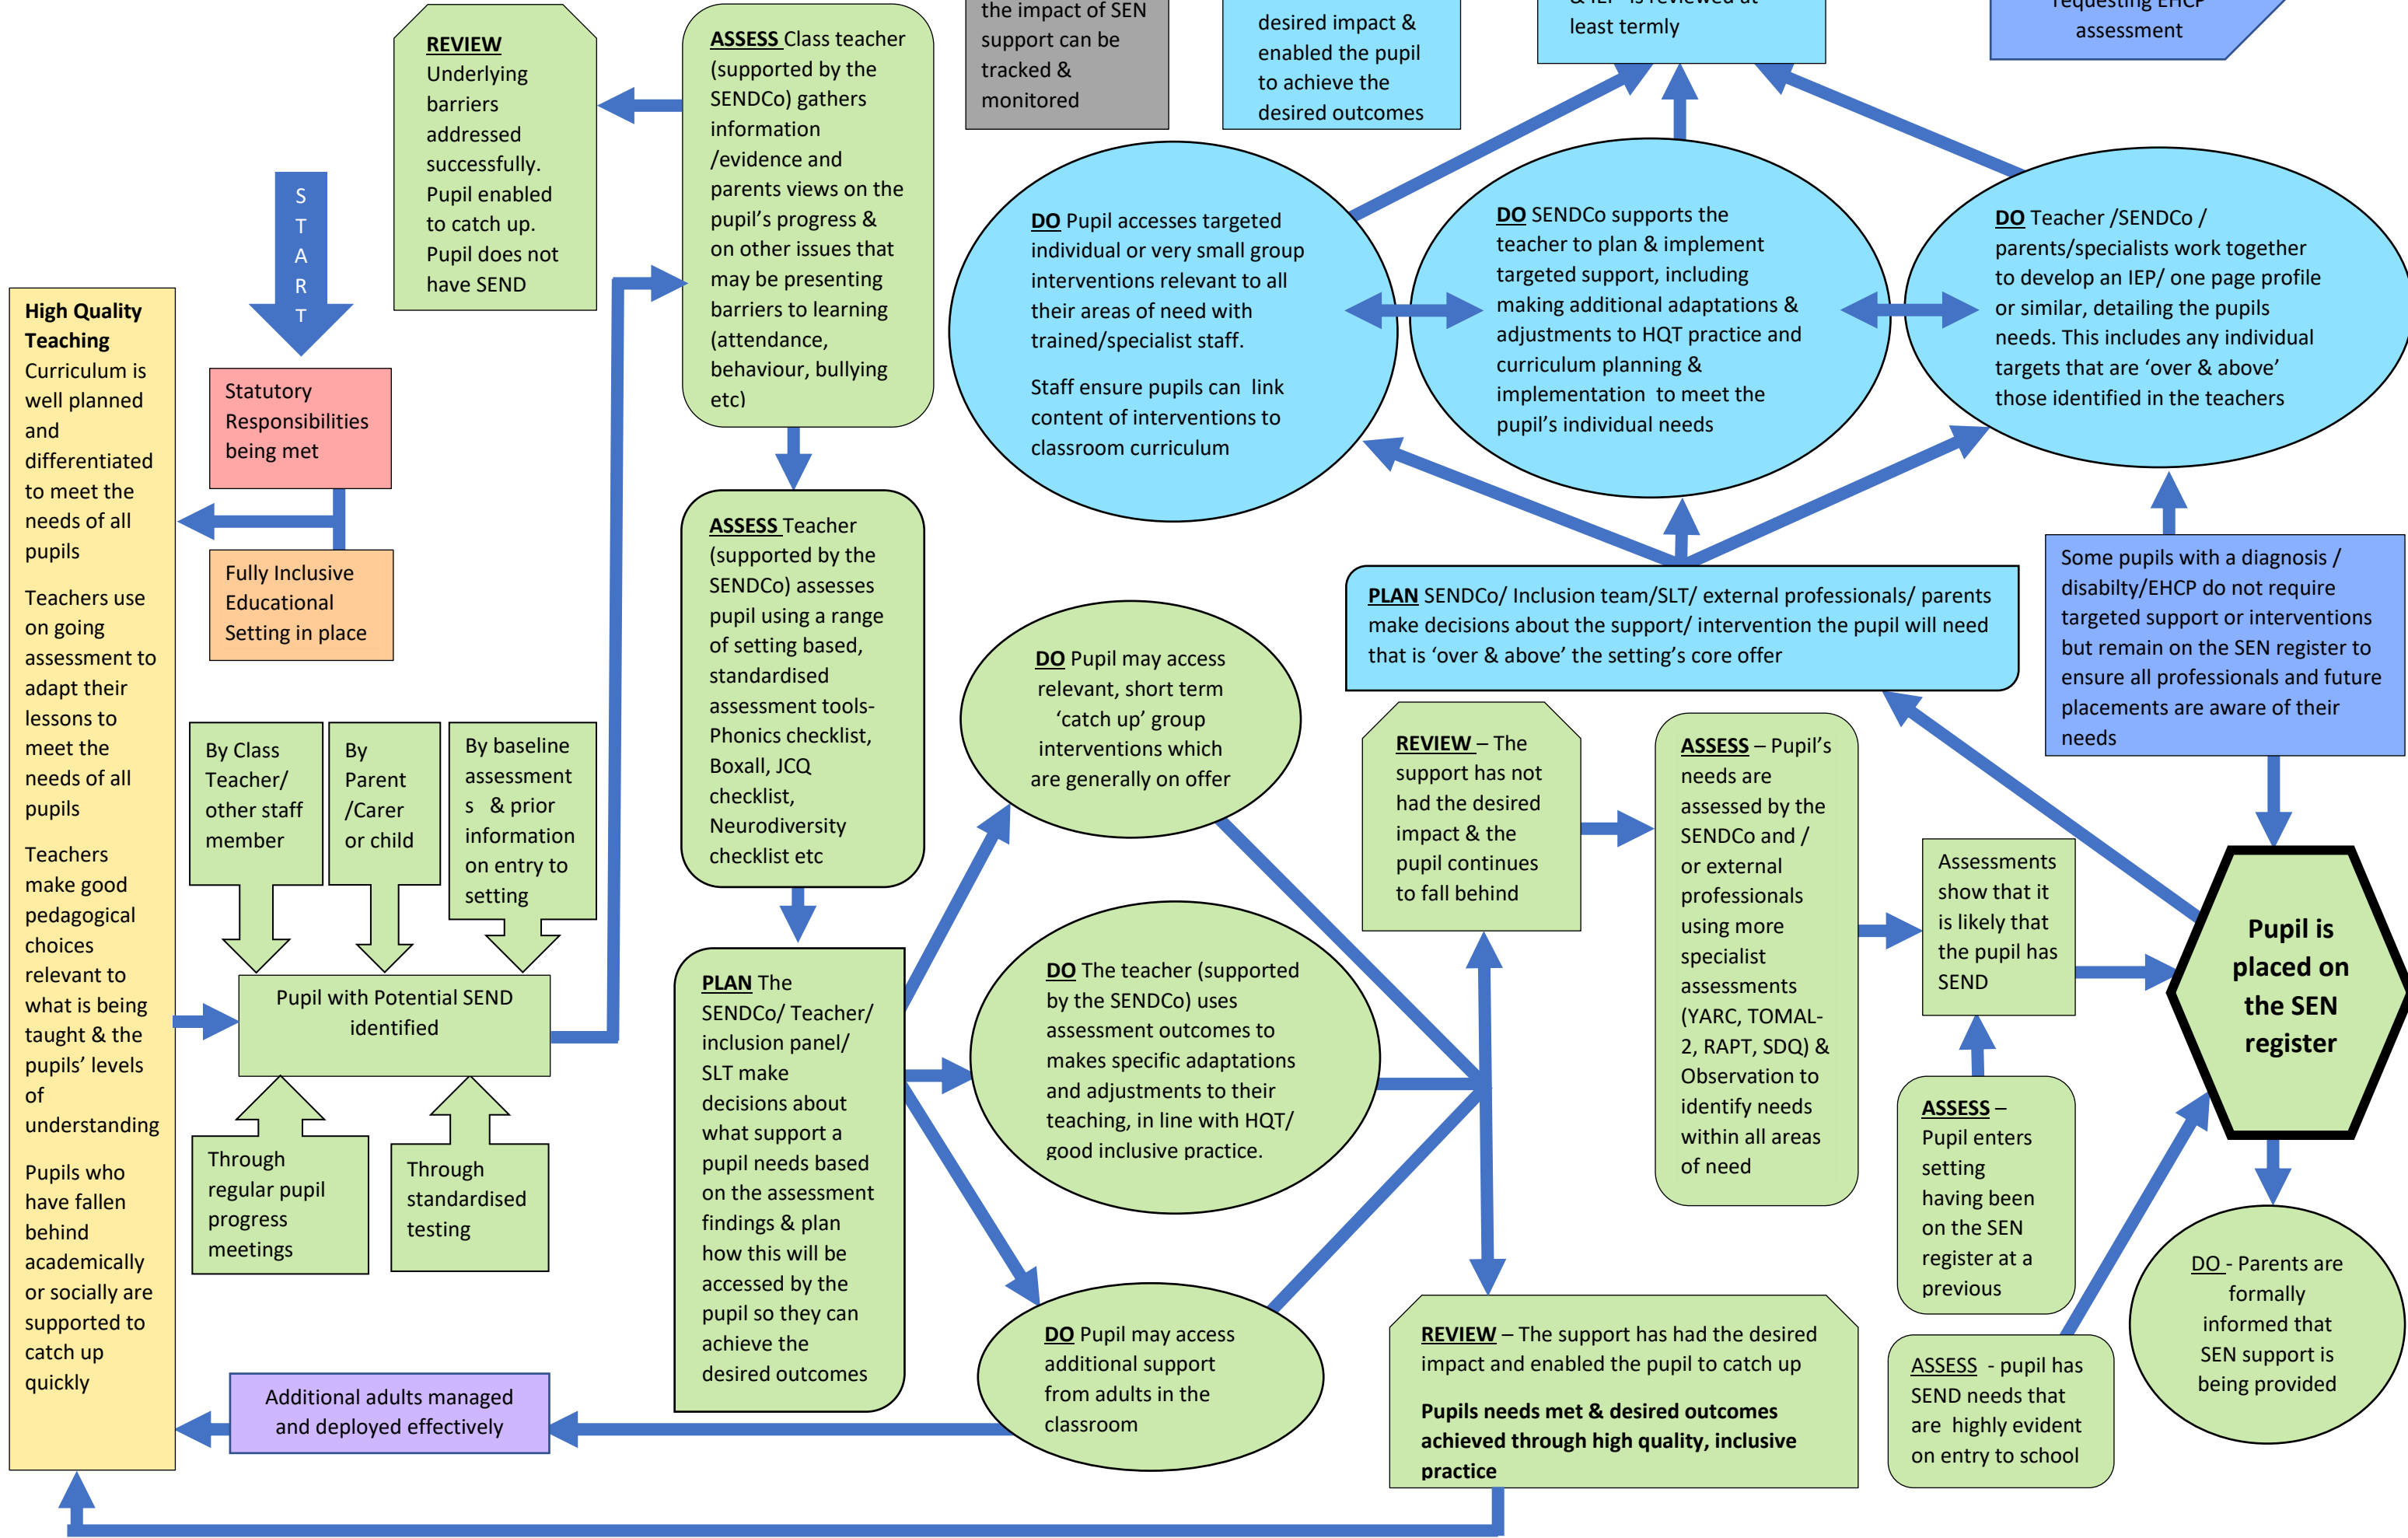 the impact of SEN
support can be
tracked &
monitored
desired impact &
enabled the pupil
to achieve the
desired outcomes
& IEP is reviewed at
least termly
requesting EHCP
assessment
REVIEW
Underlying
barriers
addressed
successfully.
Pupil enabled
to catch up.
Pupil does not
have SEND
ASSESS Class teacher
(supported by the
SENDCo) gathers
information
/evidence and
parents views on the
pupil’s progress &
on other issues that
may be presenting
barriers to learning
(attendance,
behaviour, bullying
etc)
S
T
A
R
T
DO Pupil accesses targeted
individual or very small group
interventions relevant to all
their areas of need with
trained/specialist staff.
Staff ensure pupils can link
content of interventions to
classroom curriculum
DO SENDCo supports the
teacher to plan & implement
targeted support, including
making additional adaptations &
adjustments to HQT practice and
curriculum planning &
implementation to meet the
pupil’s individual needs
DO Teacher /SENDCo /
parents/specialists work together
to develop an IEP/ one page profile
or similar, detailing the pupils
needs. This includes any individual
targets that are ‘over & above’
those identified in the teachers
High Quality
Teaching
Curriculum is
well planned
and
differentiated
to meet the
needs of all
pupils
Teachers use
on going
assessment to
adapt their
lessons to
meet the
needs of all
pupils
Teachers
make good
pedagogical
choices
relevant to
what is being
taught & the
pupils’ levels
of
understanding
Pupils who
have fallen
behind
academically
or socially are
supported to
catch up
quickly
Statutory
Responsibilities
being met
Fully Inclusive
Educational
Setting in place
ASSESS Teacher
(supported by the
SENDCo) assesses
pupil using a range
of setting based,
standardised
assessment tools-
Phonics checklist,
Boxall, JCQ
checklist,
Neurodiversity
checklist etc
PLAN SENDCo/ Inclusion team/SLT/ external professionals/ parents
make decisions about the support/ intervention the pupil will need
that is ‘over & above’ the setting’s core offer
Some pupils with a diagnosis /
disabilty/EHCP do not require
targeted support or interventions
but remain on the SEN register to
ensure all professionals and future
placements are aware of their
needs
By Class
Teacher/
other staff
member
By
Parent
/Carer
or child
By baseline
assessment
s & prior
information
on entry to
setting
Pupil with Potential SEND
identified
Through
regular pupil
progress
meetings
Through
standardised
testing
DO Pupil may access
relevant, short term
‘catch up’ group
interventions which
are generally on offer
REVIEW – The
support has not
had the desired
impact & the
pupil continues
to fall behind
ASSESS – Pupil’s
needs are
assessed by the
SENDCo and /
or external
professionals
using more
specialist
assessments
(YARC, TOMAL-
2, RAPT, SDQ) &
Observation to
identify needs
within all areas
of need
Assessments
show that it
is likely that
the pupil has
SEND
Pupil is
placed on
the SEN
register
PLAN The
SENDCo/ Teacher/
inclusion panel/
SLT make
decisions about
what support a
pupil needs based
on the assessment
findings & plan
how this will be
accessed by the
pupil so they can
achieve the
desired outcomes
DO The teacher (supported
by the SENDCo) uses
assessment outcomes to
makes specific adaptations
and adjustments to their
teaching, in line with HQT/
good inclusive practice.
ASSESS –
Pupil enters
setting
having been
on the SEN
register at a
previous
DO - Parents are
formally
informed that
SEN support is
being provided
DO Pupil may access
additional support
from adults in the
classroom
REVIEW – The support has had the desired
impact and enabled the pupil to catch up
Pupils needs met & desired outcomes
achieved through high quality, inclusive
practice
ASSESS - pupil has
SEND needs that
are highly evident
on entry to school
Additional adults managed
and deployed effectively